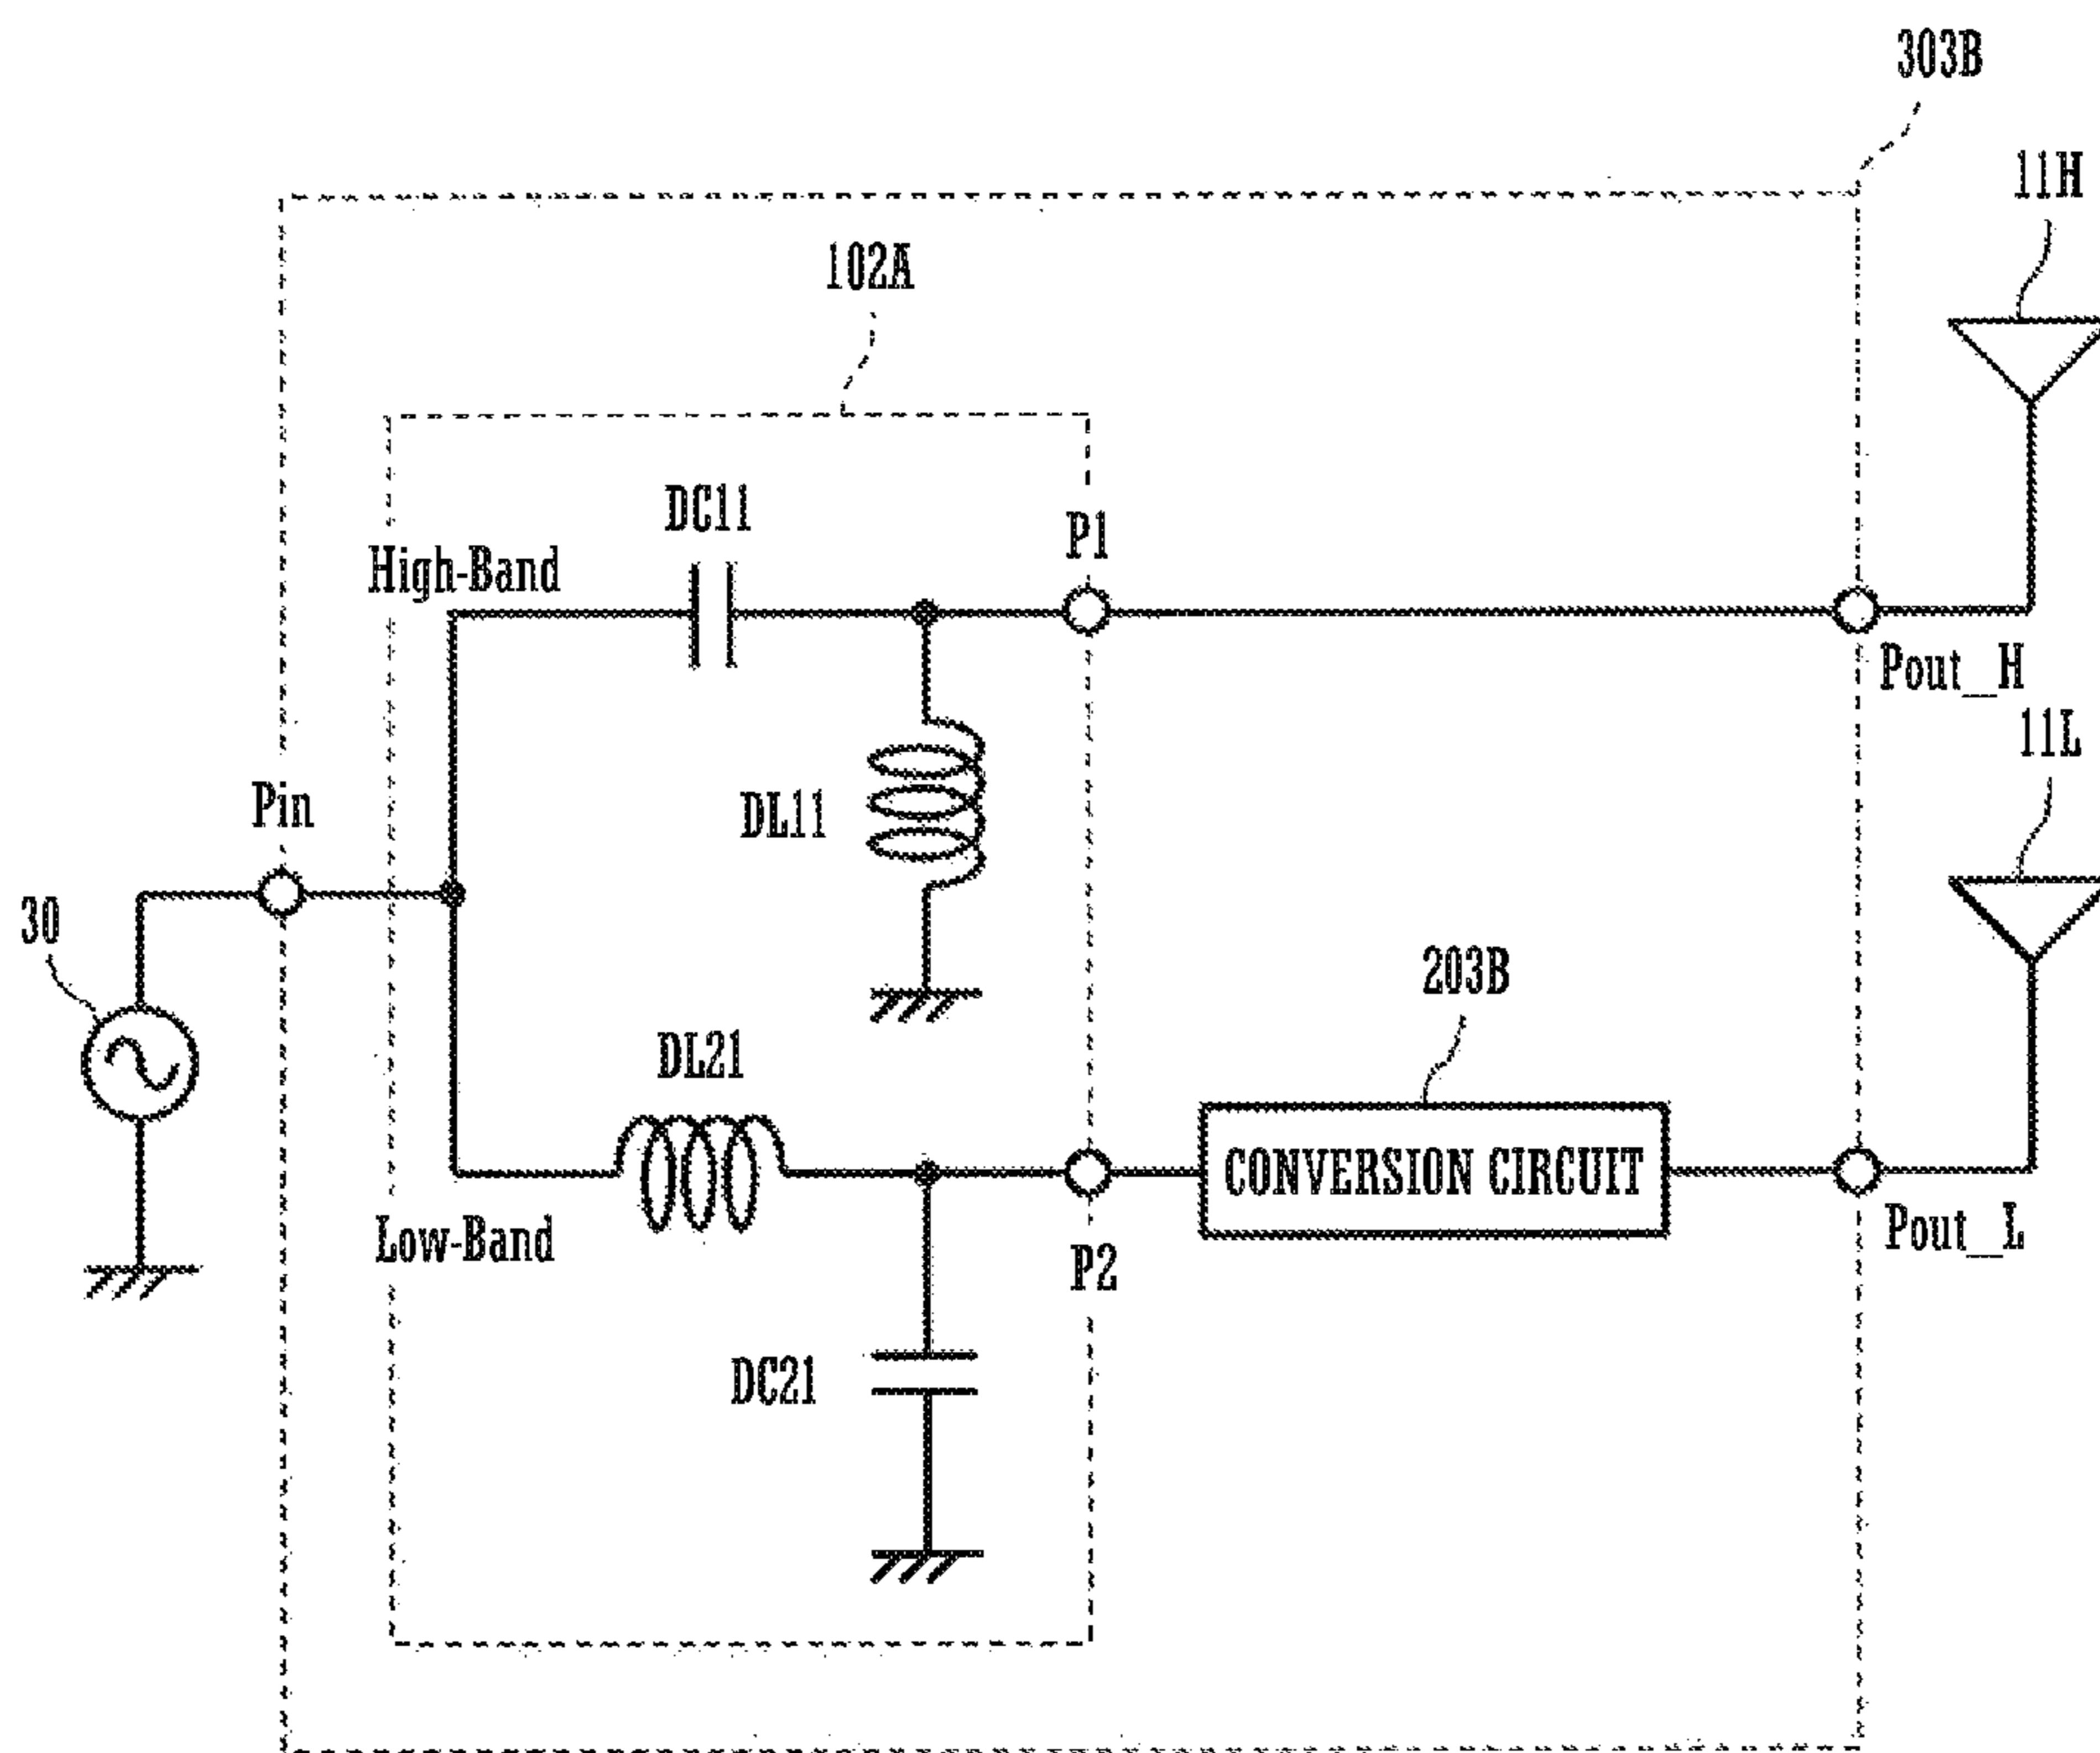 303B
11H
102A
DC11
P1
High-Band
Pout_H
11L
Pin
DL11
30
203B
DL21
CONVERSION CIRCUIT
Low-Band
P2
Pout_L
DC21